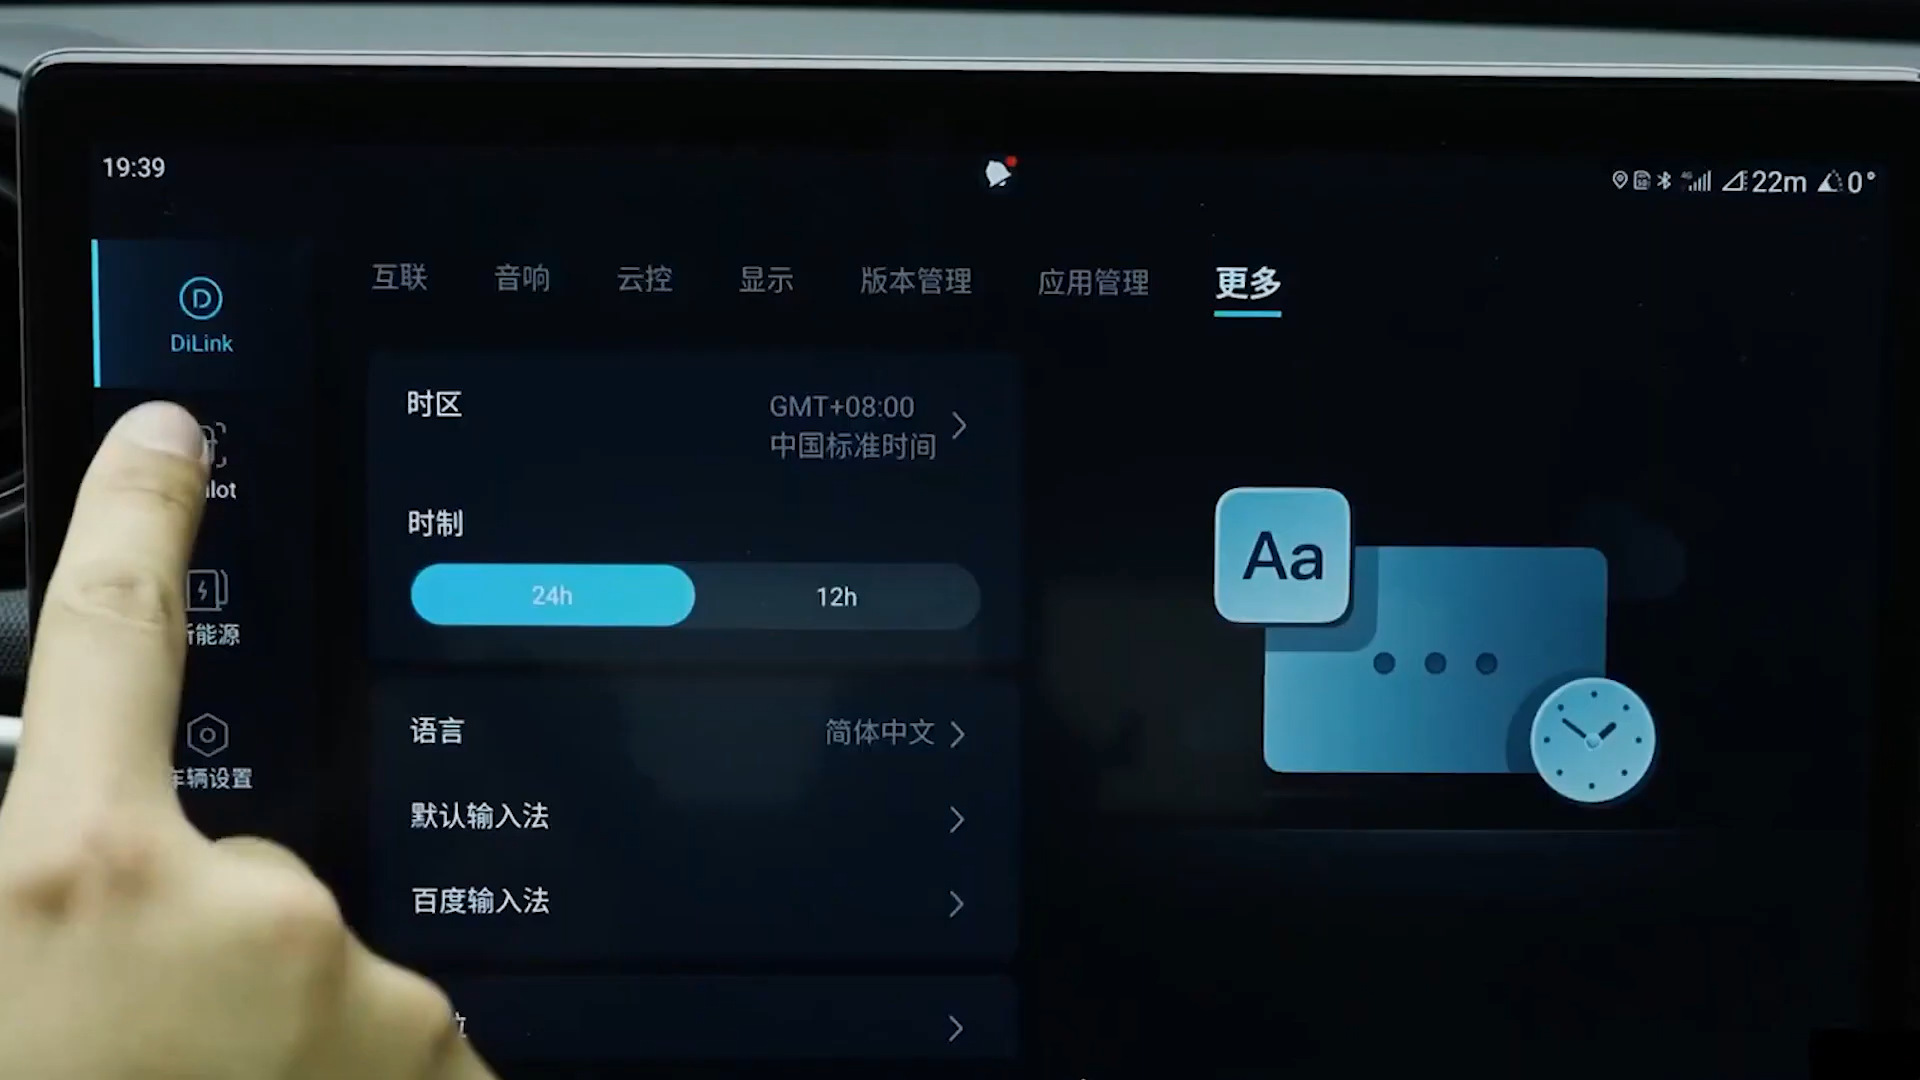 19:39
22m
0°
DiLink
互联
音响
云控
显示
版本管理
应用管理
更多
时区
GMT+08:00
中国标准时间
时制
24h
12h
能源
辆设置
语言
简体中文
默认输入法
百度输入法
Aa